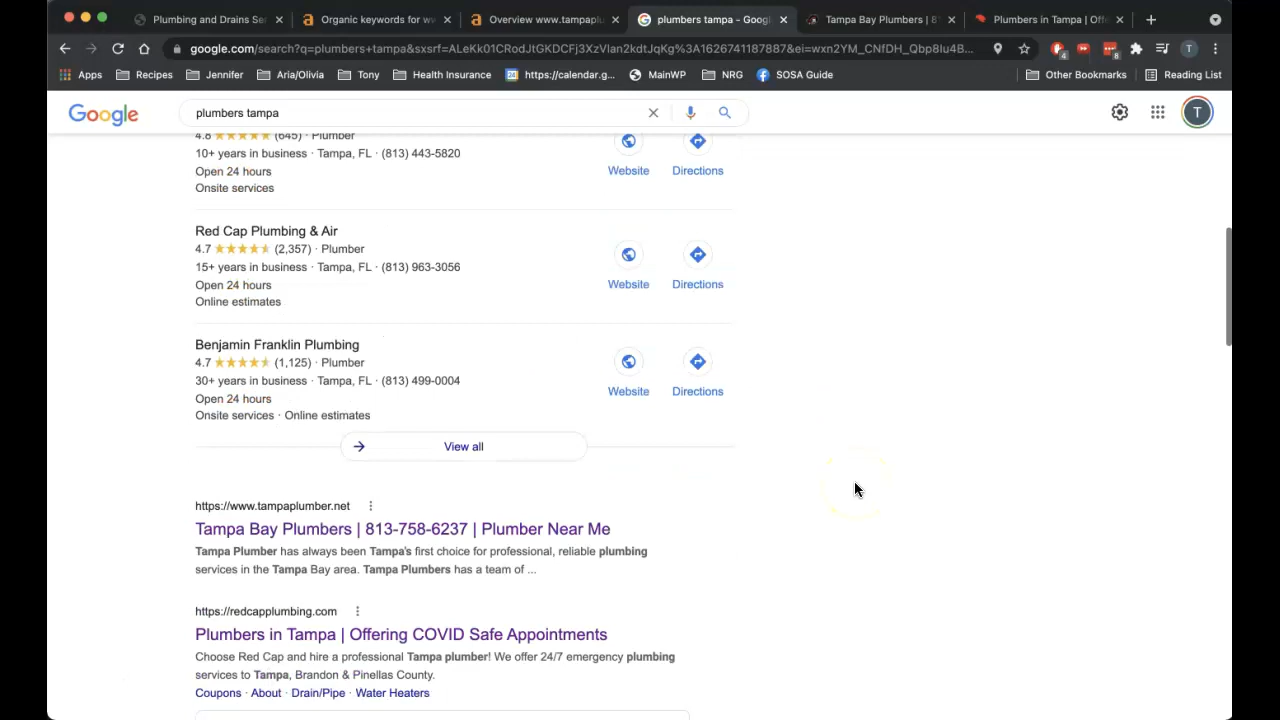 Plumbing and Drains Se
Organic keywords for ww
Overview www.tampaplu
plumbers tampa - Googl
Tampa Bay Plumbers | 81
Plumbers in Tampa | Offe
google.com/search?q=plumbers+tampa&sxsrf=ALeKk01CRodJtGKDCFj3XzVlan2kdtJqKg%3A1626741187887&ei=wxn2YM_CNfDH_Qbp8Iu4B...
4
8
T
Apps
Recipes
Jennifer
Aria/Olivia
Tony
Health Insurance
https://calendar.g...
MainWP
NRG
SOSA Guide
Other Bookmarks
Reading List
Google
plumbers tampa
T
4.8 (645) · Plumber
10+ years in business · Tampa, FL · (813) 443-5820
Open 24 hours
Onsite services
Website
Directions
Red Cap Plumbing & Air
4.7 (2,357) · Plumber
15+ years in business · Tampa, FL · (813) 963-3056
Open 24 hours
Online estimates
Website
Directions
Benjamin Franklin Plumbing
4.7 (1,125) · Plumber
30+ years in business · Tampa, FL · (813) 499-0004
Open 24 hours
Onsite services · Online estimates
Website
Directions
View all
https://www.tampaplumber.net
Tampa Bay Plumbers | 813-758-6237 | Plumber Near Me
Tampa Plumber has always been Tampa's first choice for professional, reliable plumbing
services in the Tampa Bay area. Tampa Plumbers has a team of ...
https://redcapplumbing.com
Plumbers in Tampa | Offering COVID Safe Appointments
Choose Red Cap and hire a professional Tampa plumber! We offer 24/7 emergency plumbing
services to Tampa, Brandon & Pinellas County.
Coupons · About · Drain/Pipe · Water Heaters